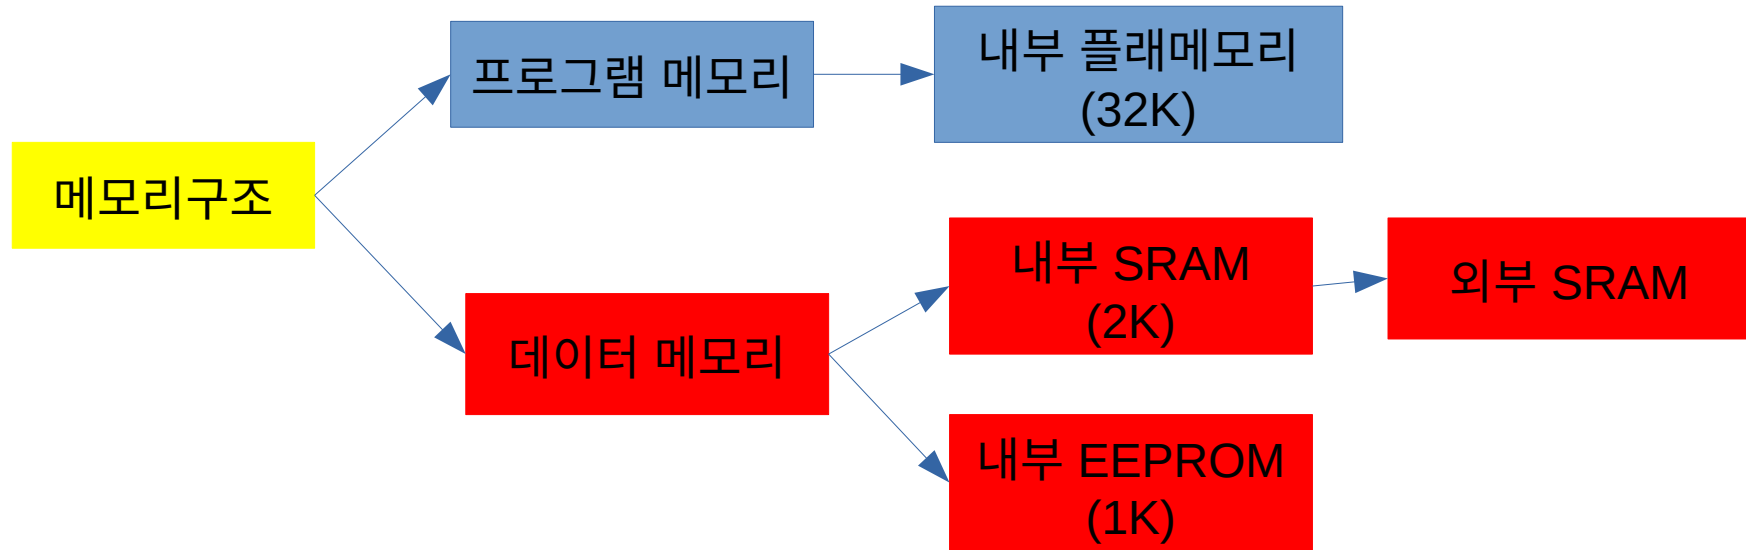 메모리구조
프로그램 메모리
내부 플래메모리
(32K)
데이터 메모리
내부 SRAM
(2K)
외부 SRAM
내부 EEPROM
(1K)